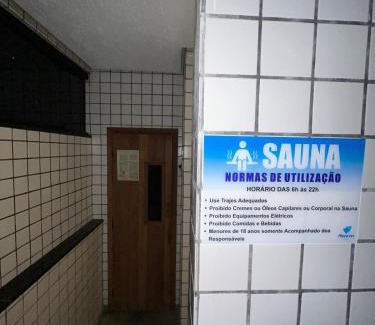 SAUNA
NORMAS DE UTILIZAÇÃO
HORÁRIO DAS 6h às 22h
• Use Trajes Adequados
• Proibido Cremes ou Óleos Capilares ou Corporal na Sauna
• Proibido Equipamentos Elétricos
• Proibido Comidas e Bebidas
• Menores de 18 anos somente Acompanhado dos
Responsáveis